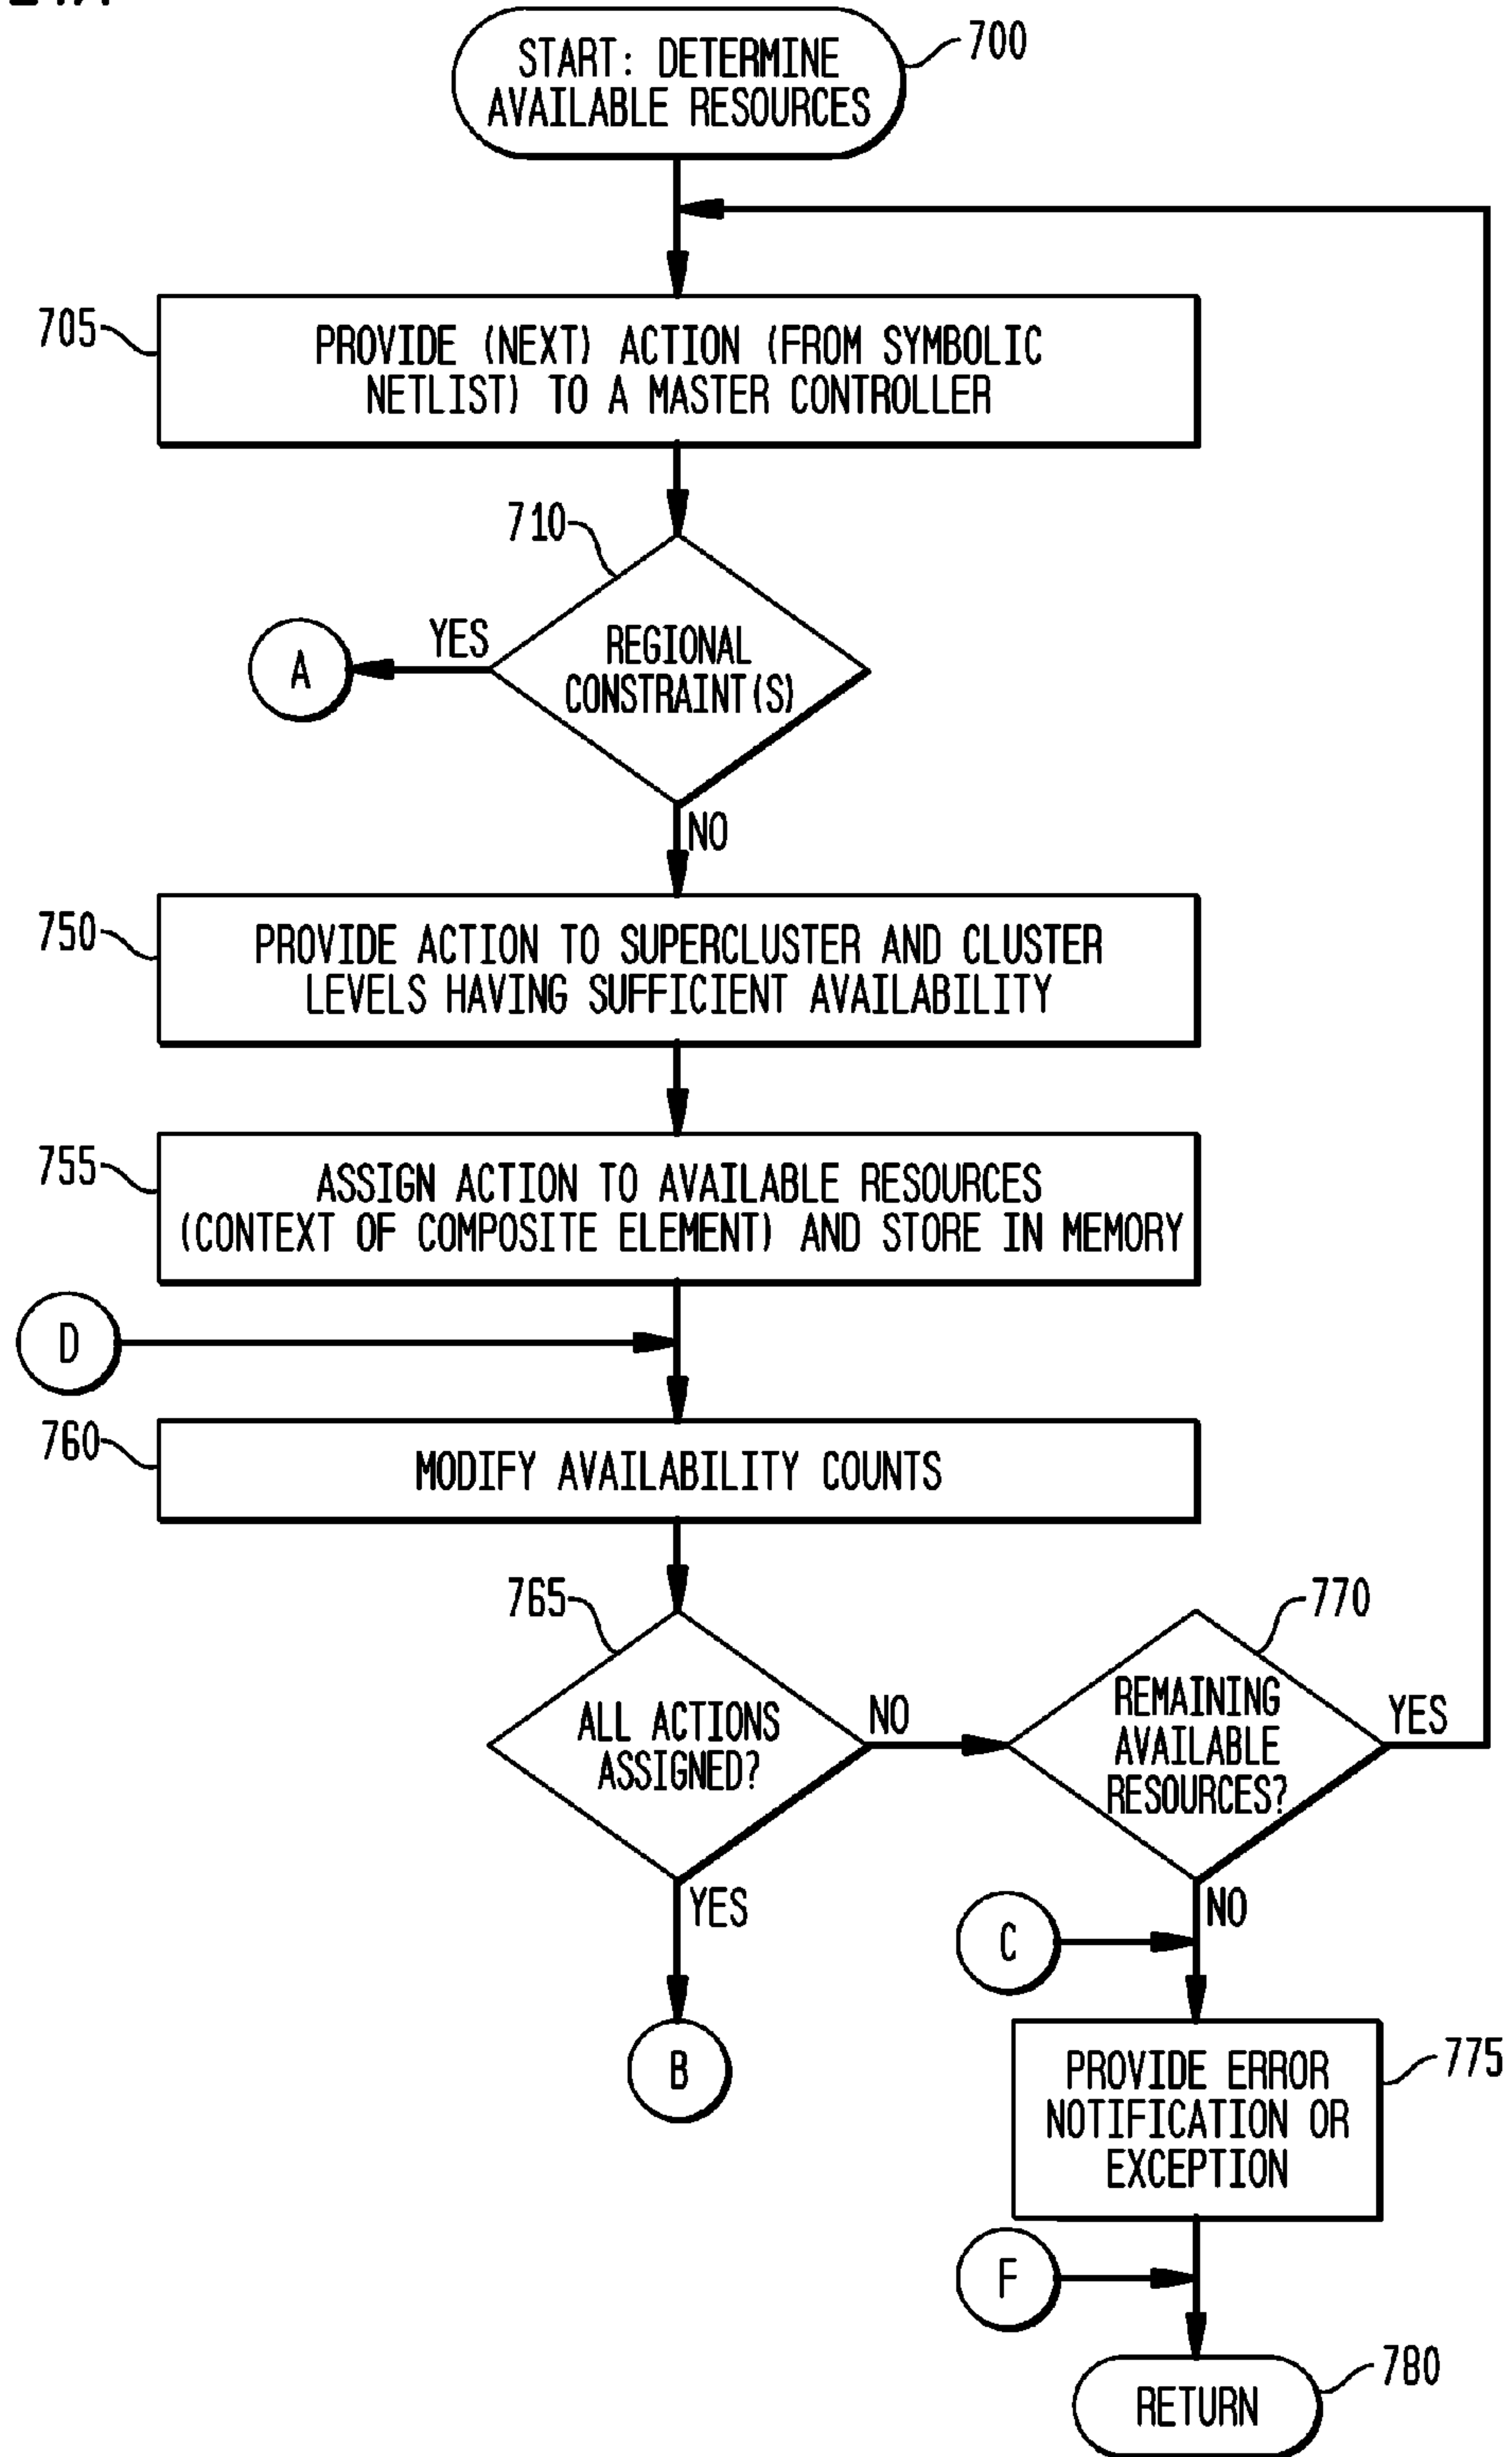 START: DETERMINE
AVAILABLE RESOURCES
700
705
PROVIDE (NEXT) ACTION (FROM SYMBOLIC
NETLIST) TO A MASTER CONTROLLER
710
YES
A
REGIONAL
CONSTRAINT(S)
NO
750
PROVIDE ACTION TO SUPERCLUSTER AND CLUSTER
LEVELS HAVING SUFFICIENT AVAILABILITY
755
ASSIGN ACTION TO AVAILABLE RESOURCES
(CONTEXT OF COMPOSITE ELEMENT) AND STORE IN MEMORY
D
760
MODIFY AVAILABILITY COUNTS
765
ALL ACTIONS
ASSIGNED?
NO
770
REMAINING
AVAILABLE
RESOURCES?
YES
YES
NO
C
B
PROVIDE ERROR
NOTIFICATION OR
EXCEPTION
775
F
RETURN
780